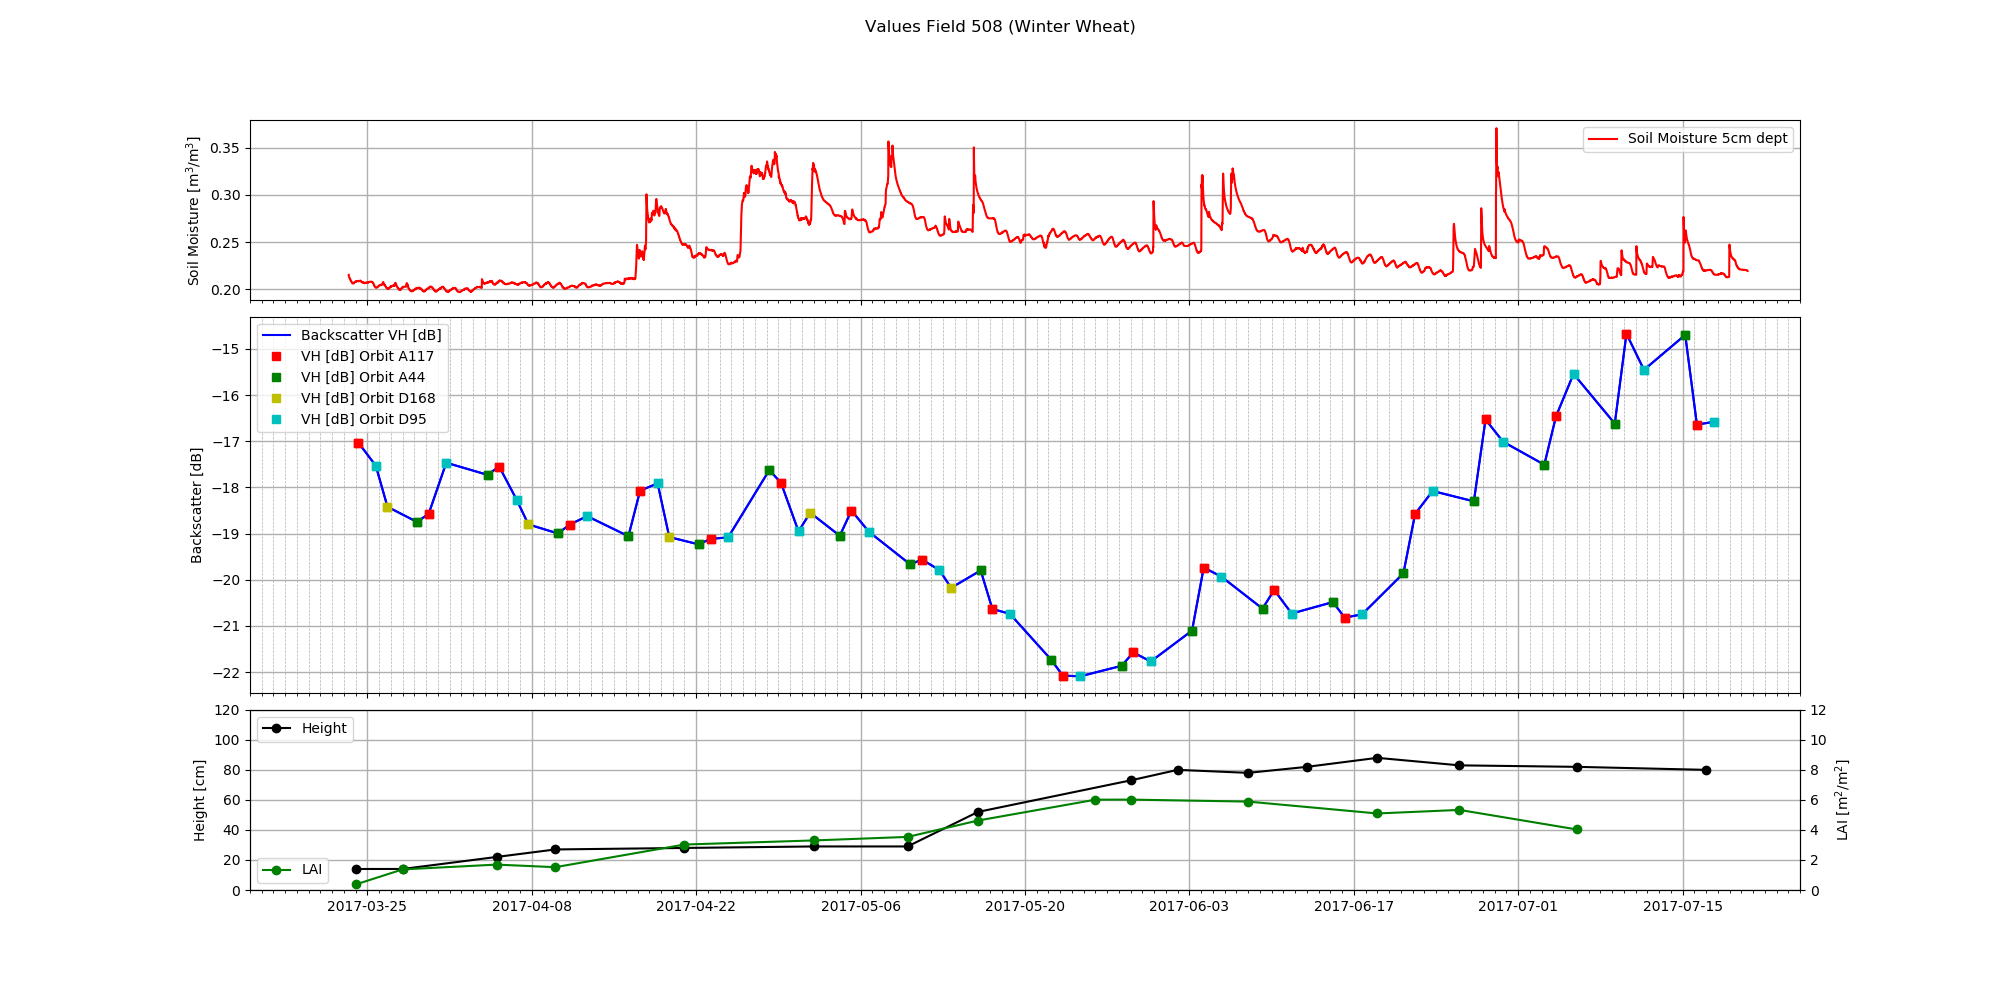 Values Field 508 (Winter Wheat)
Soil Moisture [m³/m³]
0.35
0.30
0.25
0.20
Soil Moisture 5cm dept
Backscatter [dB]
−15
−16
−17
−18
−19
−20
−21
−22
Backscatter VH [dB]
VH [dB] Orbit A117
VH [dB] Orbit A44
VH [dB] Orbit D168
VH [dB] Orbit D95
Height [cm]
120
100
80
60
40
20
0
Height
LAI
12
10
8
6
4
2
0
LAI [m²/m²]
2017-03-25
2017-04-08
2017-04-22
2017-05-06
2017-05-20
2017-06-03
2017-06-17
2017-07-01
2017-07-15